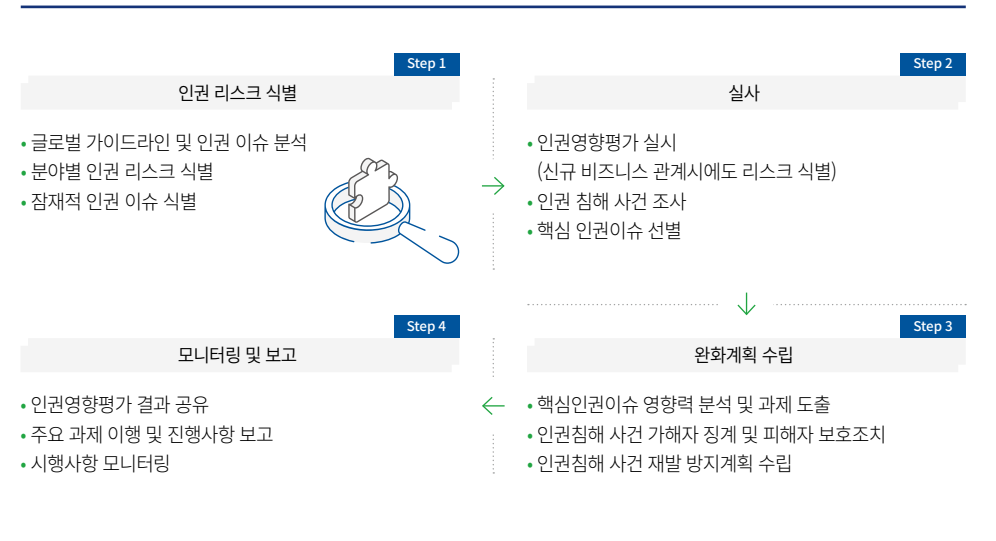 Step 1
인권 리스크 식별
• 글로벌 가이드라인 및 인권 이슈 분석
• 분야별 인권 리스크 식별
• 잠재적 인권 이슈 식별
Step 2
실사
• 인권영향평가 실시
(신규 비즈니스 관계시에도 리스크 식별)
• 인권 침해 사건 조사
• 핵심 인권이슈 선별
Step 3
완화계획 수립
• 핵심인권이슈 영향력 분석 및 과제 도출
• 인권침해 사건 가해자 징계 및 피해자 보호조치
• 인권침해 사건 재발 방지계획 수립
Step 4
모니터링 및 보고
• 인권영향평가 결과 공유
• 주요 과제 이행 및 진행사항 보고
• 시행사항 모니터링